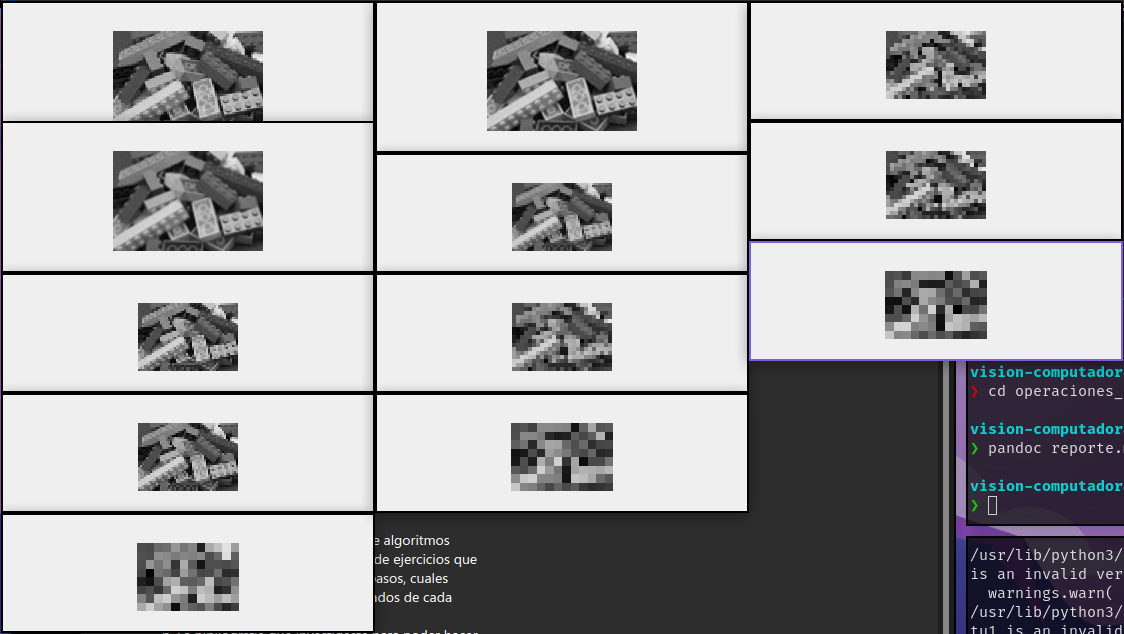 vision-computador
❯ cd operaciones_
vision-computador
❯ pandoc reporte.
vision-computador
❯
e algoritmos
de ejercicios que
pasos, cuales
ndos de cada
/usr/lib/python3/
is an invalid ver
warnings.warn(
/usr/lib/python3/
tu1 is an invalid